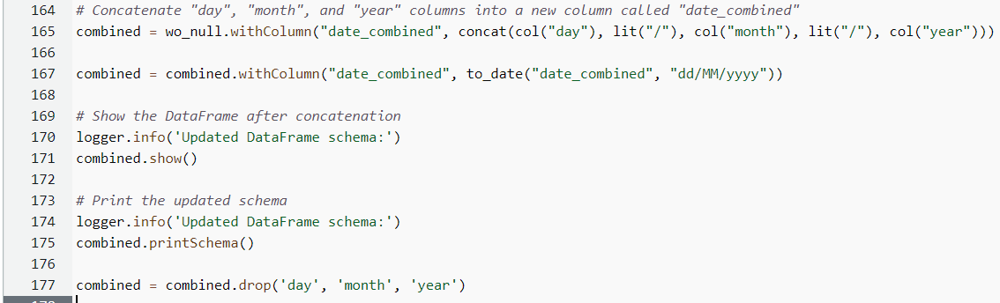 164 # Concatenate "day", "month", and "year" columns into a new column called "date_combined"
165 combined = wo_null.withColumn("date_combined", concat(col("day"), lit("/"), col("month"), lit("/"), col("year")))
166
167 combined = combined.withColumn("date_combined", to_date("date_combined", "dd/MM/yyyy"))
168
169 # Show the DataFrame after concatenation
170 logger.info('Updated DataFrame schema:')
171 combined.show()
172
173 # Print the updated schema
174 logger.info('Updated DataFrame schema:')
175 combined.printSchema()
176
177 combined = combined.drop('day', 'month', 'year')